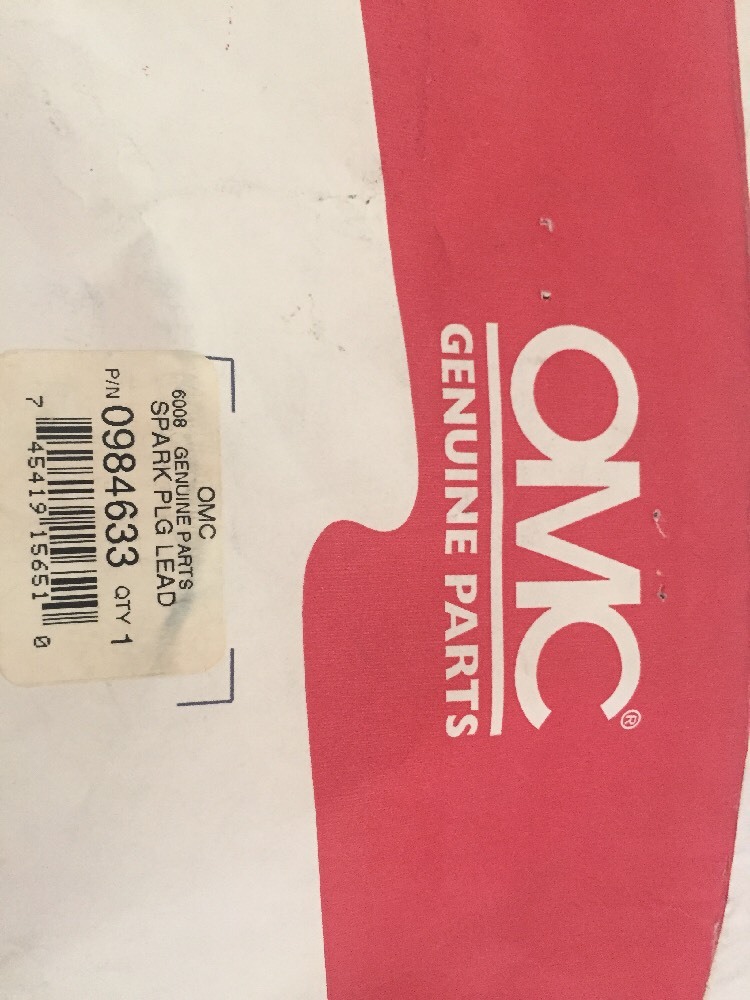 OMC®
GENUINE PARTS
OMC
6008 GENUINE PARTS
SPARK PLG LEAD
P/N 0984633 QTY 1
7 45419 15651 0